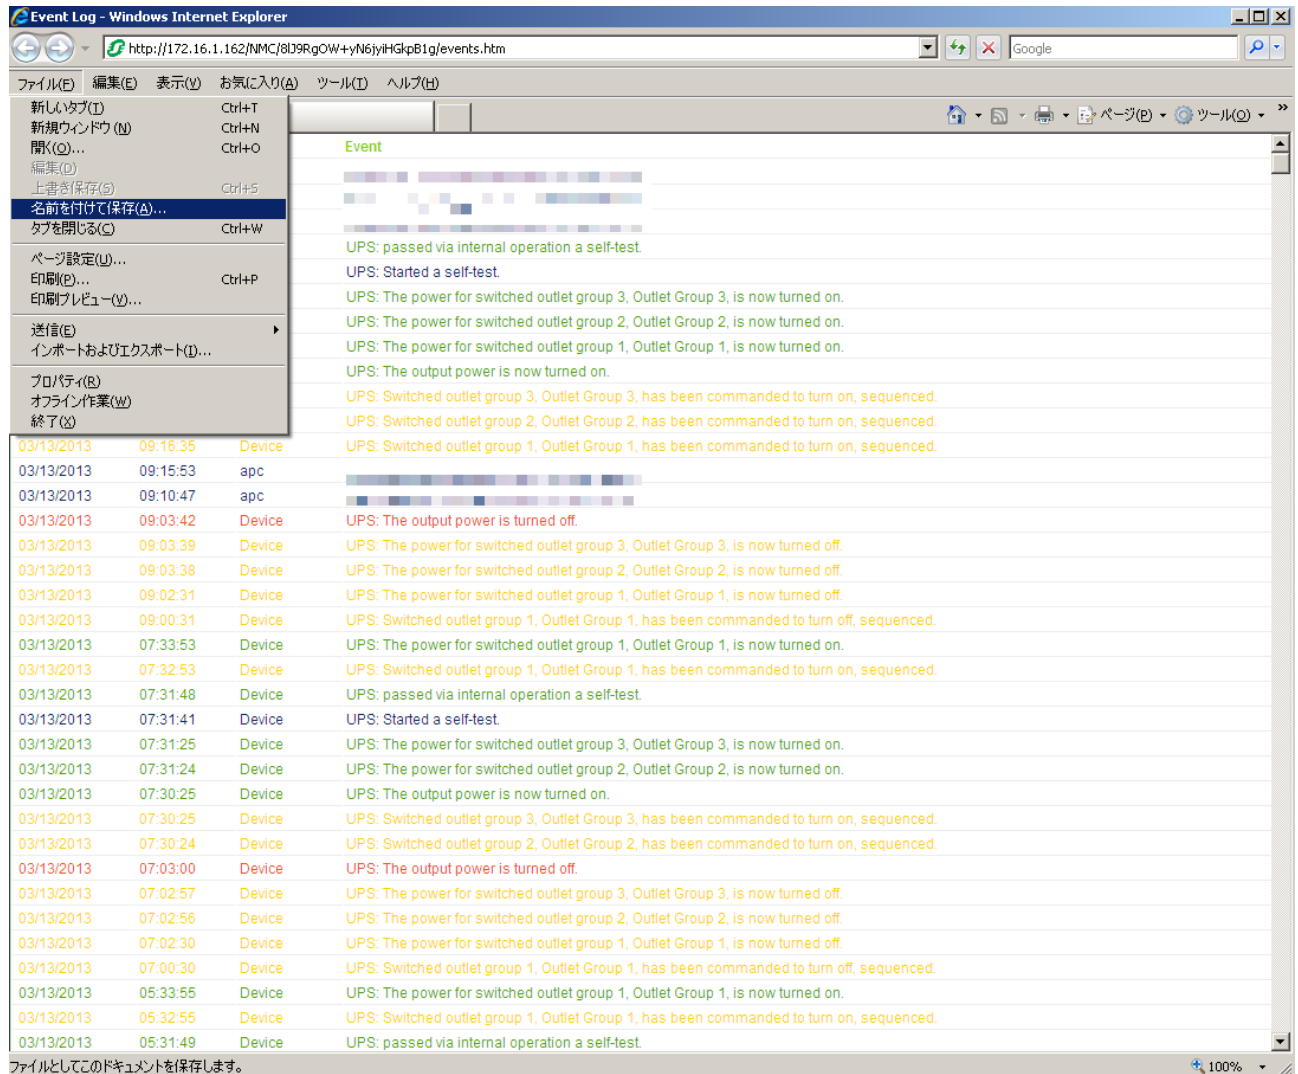 Event Log - Windows Internet Explorer
http://172.16.1.162/NMC/8lJ9RgOW+yN6jyiHGkpB1g/events.htm
Google
ファイル(F) 編集(E) 表示(V) お気に入り(A) ツール(T) ヘルプ(H)
新しいタブ(T) Ctrl+T
新規ウィンドウ(N) Ctrl+N
開く(O)... Ctrl+O
編集(D)
上書き保存(S) Ctrl+S
名前を付けて保存(A)...
タブを閉じる(C) Ctrl+W
ページ設定(U)...
印刷(P)... Ctrl+P
印刷プレビュー(V)...
送信(E)
インポートおよびエクスポート(I)...
プロパティ(R)
オフライン作業(W)
終了(X)
ページ(P) ツール(O) »
Event
UPS: passed via internal operation a self-test.
UPS: Started a self-test.
UPS: The power for switched outlet group 3, Outlet Group 3, is now turned on.
UPS: The power for switched outlet group 2, Outlet Group 2, is now turned on.
UPS: The power for switched outlet group 1, Outlet Group 1, is now turned on.
UPS: The output power is now turned on.
UPS: Switched outlet group 3, Outlet Group 3, has been commanded to turn on, sequenced.
UPS: Switched outlet group 2, Outlet Group 2, has been commanded to turn on, sequenced.
03/13/2013 09:16:35 Device UPS: Switched outlet group 1, Outlet Group 1, has been commanded to turn on, sequenced.
03/13/2013 09:15:53 apc
03/13/2013 09:10:47 apc
03/13/2013 09:03:42 Device UPS: The output power is turned off.
03/13/2013 09:03:39 Device UPS: The power for switched outlet group 3, Outlet Group 3, is now turned off.
03/13/2013 09:03:38 Device UPS: The power for switched outlet group 2, Outlet Group 2, is now turned off.
03/13/2013 09:02:31 Device UPS: The power for switched outlet group 1, Outlet Group 1, is now turned off.
03/13/2013 09:00:31 Device UPS: Switched outlet group 1, Outlet Group 1, has been commanded to turn off, sequenced.
03/13/2013 07:33:53 Device UPS: The power for switched outlet group 1, Outlet Group 1, is now turned on.
03/13/2013 07:32:53 Device UPS: Switched outlet group 1, Outlet Group 1, has been commanded to turn on, sequenced.
03/13/2013 07:31:48 Device UPS: passed via internal operation a self-test.
03/13/2013 07:31:41 Device UPS: Started a self-test.
03/13/2013 07:31:25 Device UPS: The power for switched outlet group 3, Outlet Group 3, is now turned on.
03/13/2013 07:31:24 Device UPS: The power for switched outlet group 2, Outlet Group 2, is now turned on.
03/13/2013 07:30:25 Device UPS: The output power is now turned on.
03/13/2013 07:30:25 Device UPS: Switched outlet group 3, Outlet Group 3, has been commanded to turn on, sequenced.
03/13/2013 07:30:24 Device UPS: Switched outlet group 2, Outlet Group 2, has been commanded to turn on, sequenced.
03/13/2013 07:03:00 Device UPS: The output power is turned off.
03/13/2013 07:02:57 Device UPS: The power for switched outlet group 3, Outlet Group 3, is now turned off.
03/13/2013 07:02:56 Device UPS: The power for switched outlet group 2, Outlet Group 2, is now turned off.
03/13/2013 07:02:30 Device UPS: The power for switched outlet group 1, Outlet Group 1, is now turned off.
03/13/2013 07:00:30 Device UPS: Switched outlet group 1, Outlet Group 1, has been commanded to turn off, sequenced.
03/13/2013 05:33:55 Device UPS: The power for switched outlet group 1, Outlet Group 1, is now turned on.
03/13/2013 05:32:55 Device UPS: Switched outlet group 1, Outlet Group 1, has been commanded to turn on, sequenced.
03/13/2013 05:31:49 Device UPS: passed via internal operation a self-test.
ファイルとしてこのドキュメントを保存します。 100%